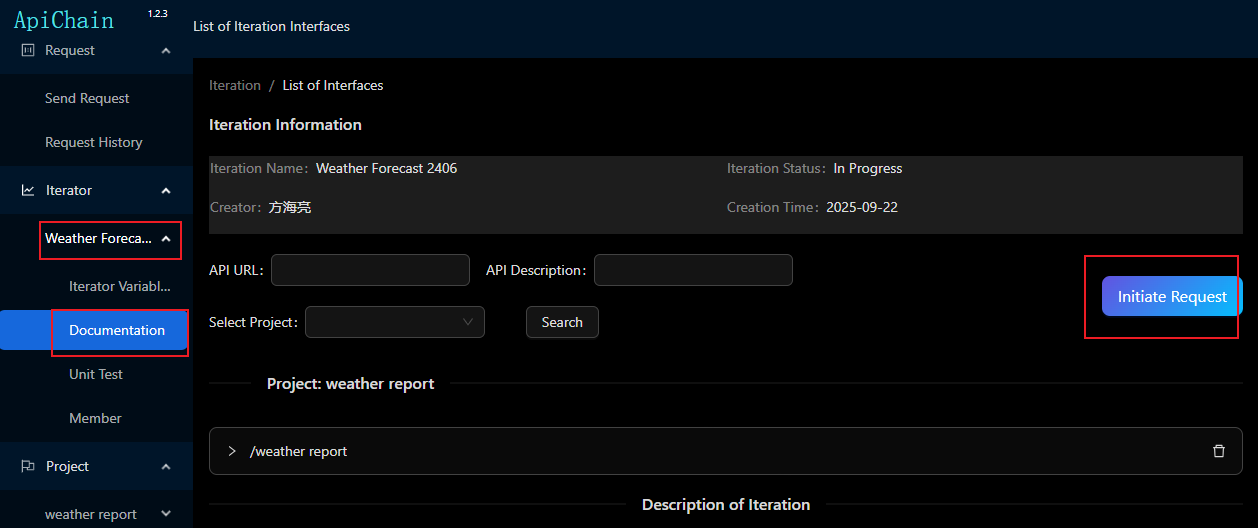 ApiChain 1.2.3
List of Iteration Interfaces
Request
Send Request
Request History
Iterator
Weather Foreca...
Iterator Variabl...
Documentation
Unit Test
Member
Project
weather report
Iteration / List of Interfaces
Iteration Information
Iteration Name: Weather Forecast 2406 Iteration Status: In Progress
Creator: 方海亮 Creation Time: 2025-09-22
API URL: API Description:
Initiate Request
Select Project: Search
Project: weather report
/weather report
Description of Iteration